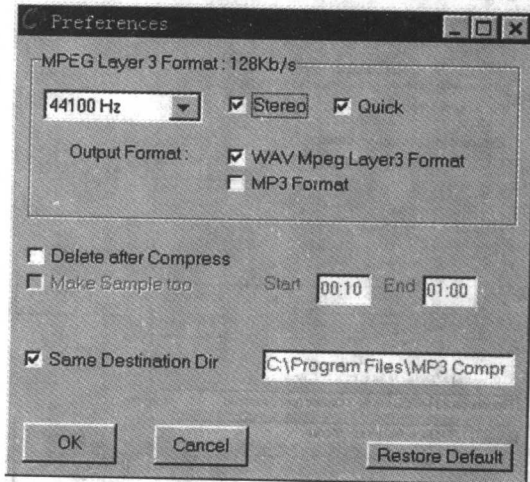 Preferences
MPEG Layer 3 Format : 128Kb/s
44100 Hz Stereo Quick
Output Format : WAV Mpeg Layer3 Format
MP3 Format
Delete after Compress
Make Sample too Start 00:10 End 01:00
Same Destination Dir C:\Program Files\MP3 Compr
OK Cancel Restore Default